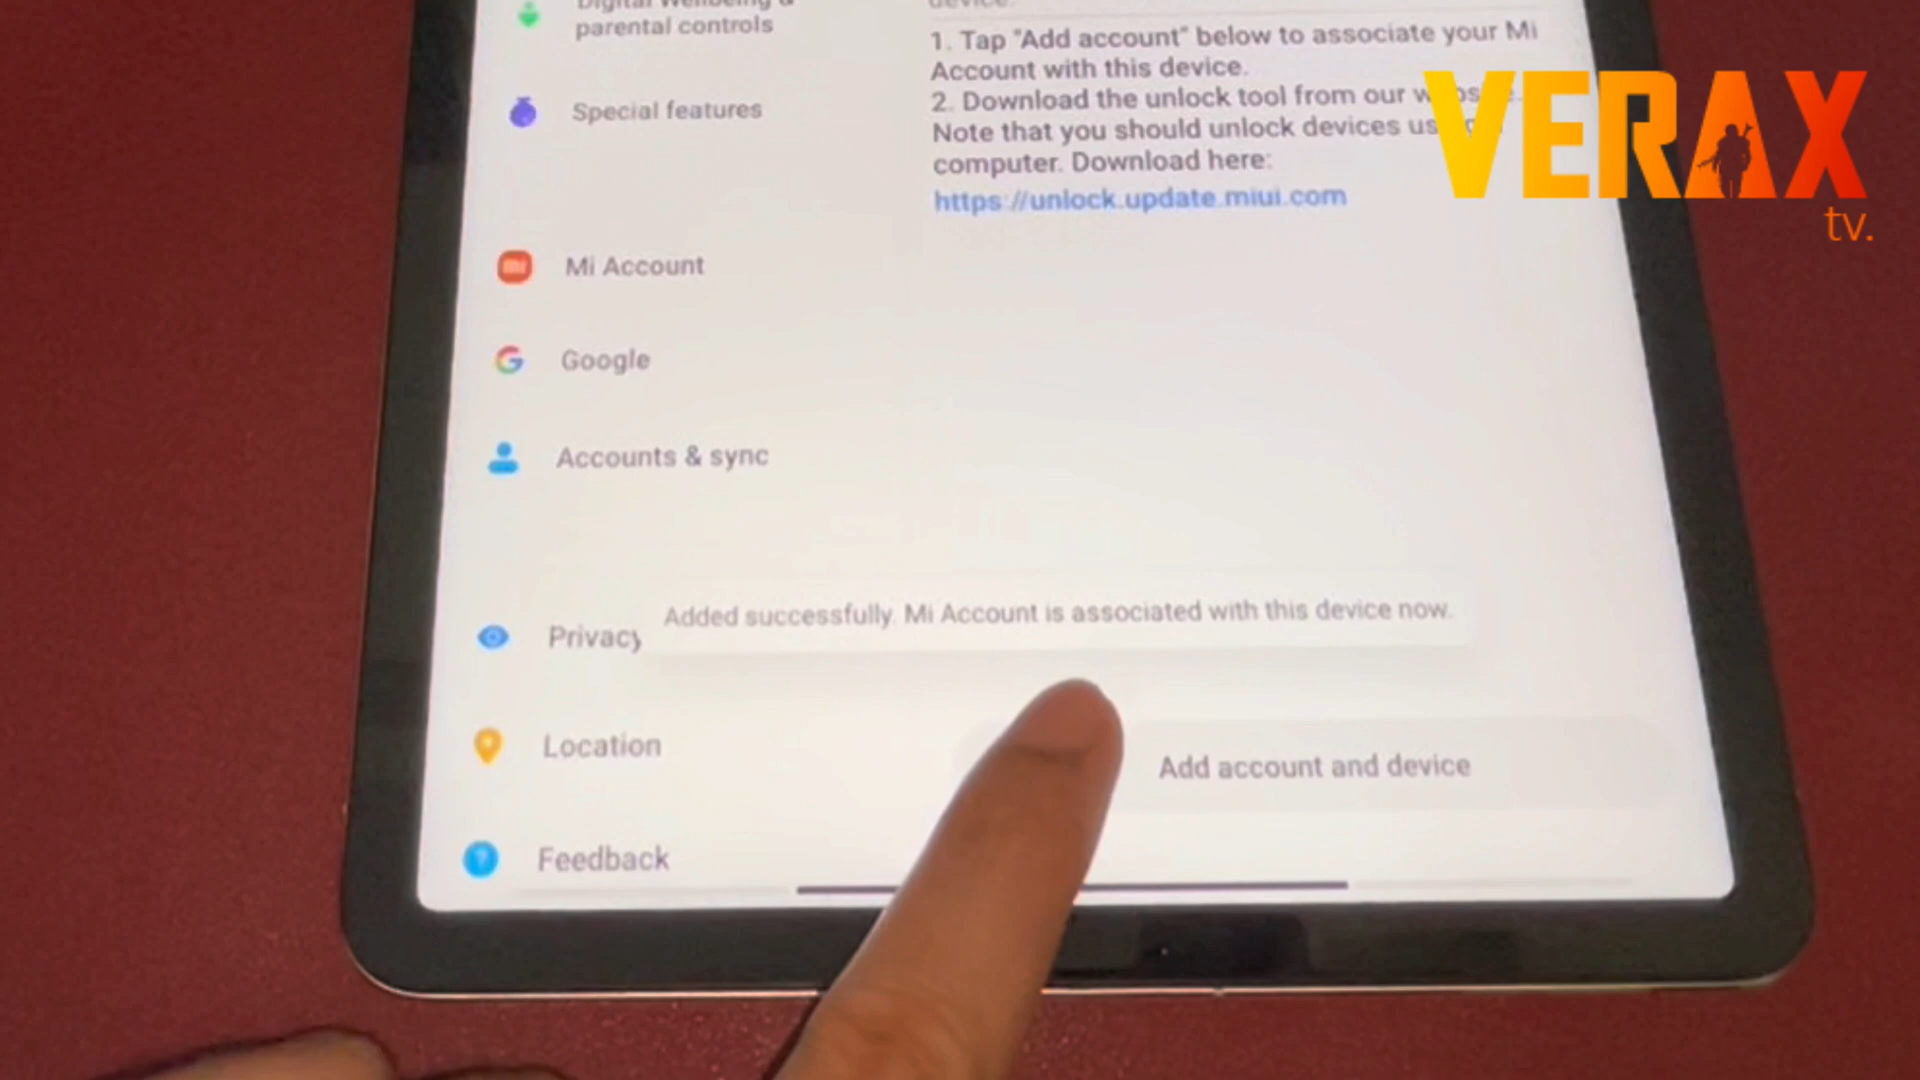 Digital Wellbeing &
parental controls
Special features
Mi Account
Google
Accounts & sync
Privacy
Location
Feedback
device.
1. Tap "Add account" below to associate your Mi
Account with this device.
2. Download the unlock tool from our
Note that you should unlock devices
computer. Download here:
https://unlock.update.miui.com
Added successfully. Mi Account is associated with this device now.
Add account and device
VERAX
tv.